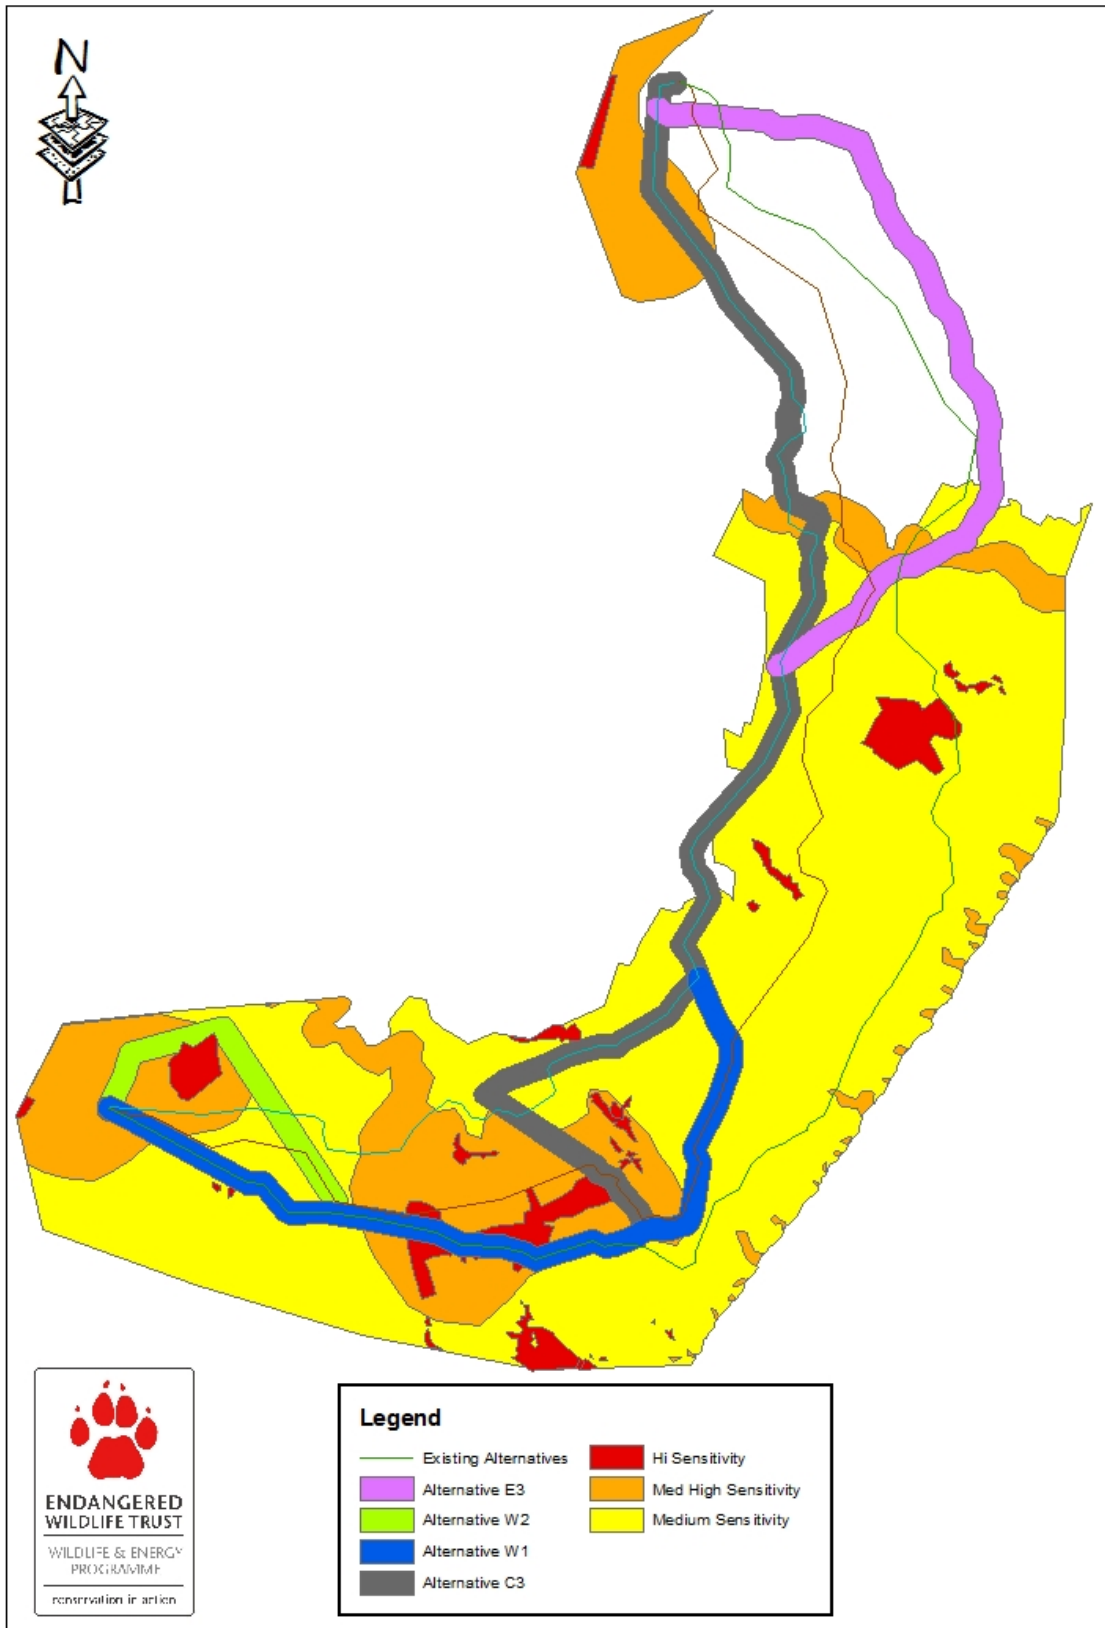 N
Legend
Existing Alternatives
Alternative E3
Alternative W2
Alternative W1
Alternative C3
Hi Sensitivity
Med High Sensitivity
Medium Sensitivity
ENDANGERED
WILDLIFE TRUST
WILDLIFE & ENERGY
PROGRAMME
conservation in action